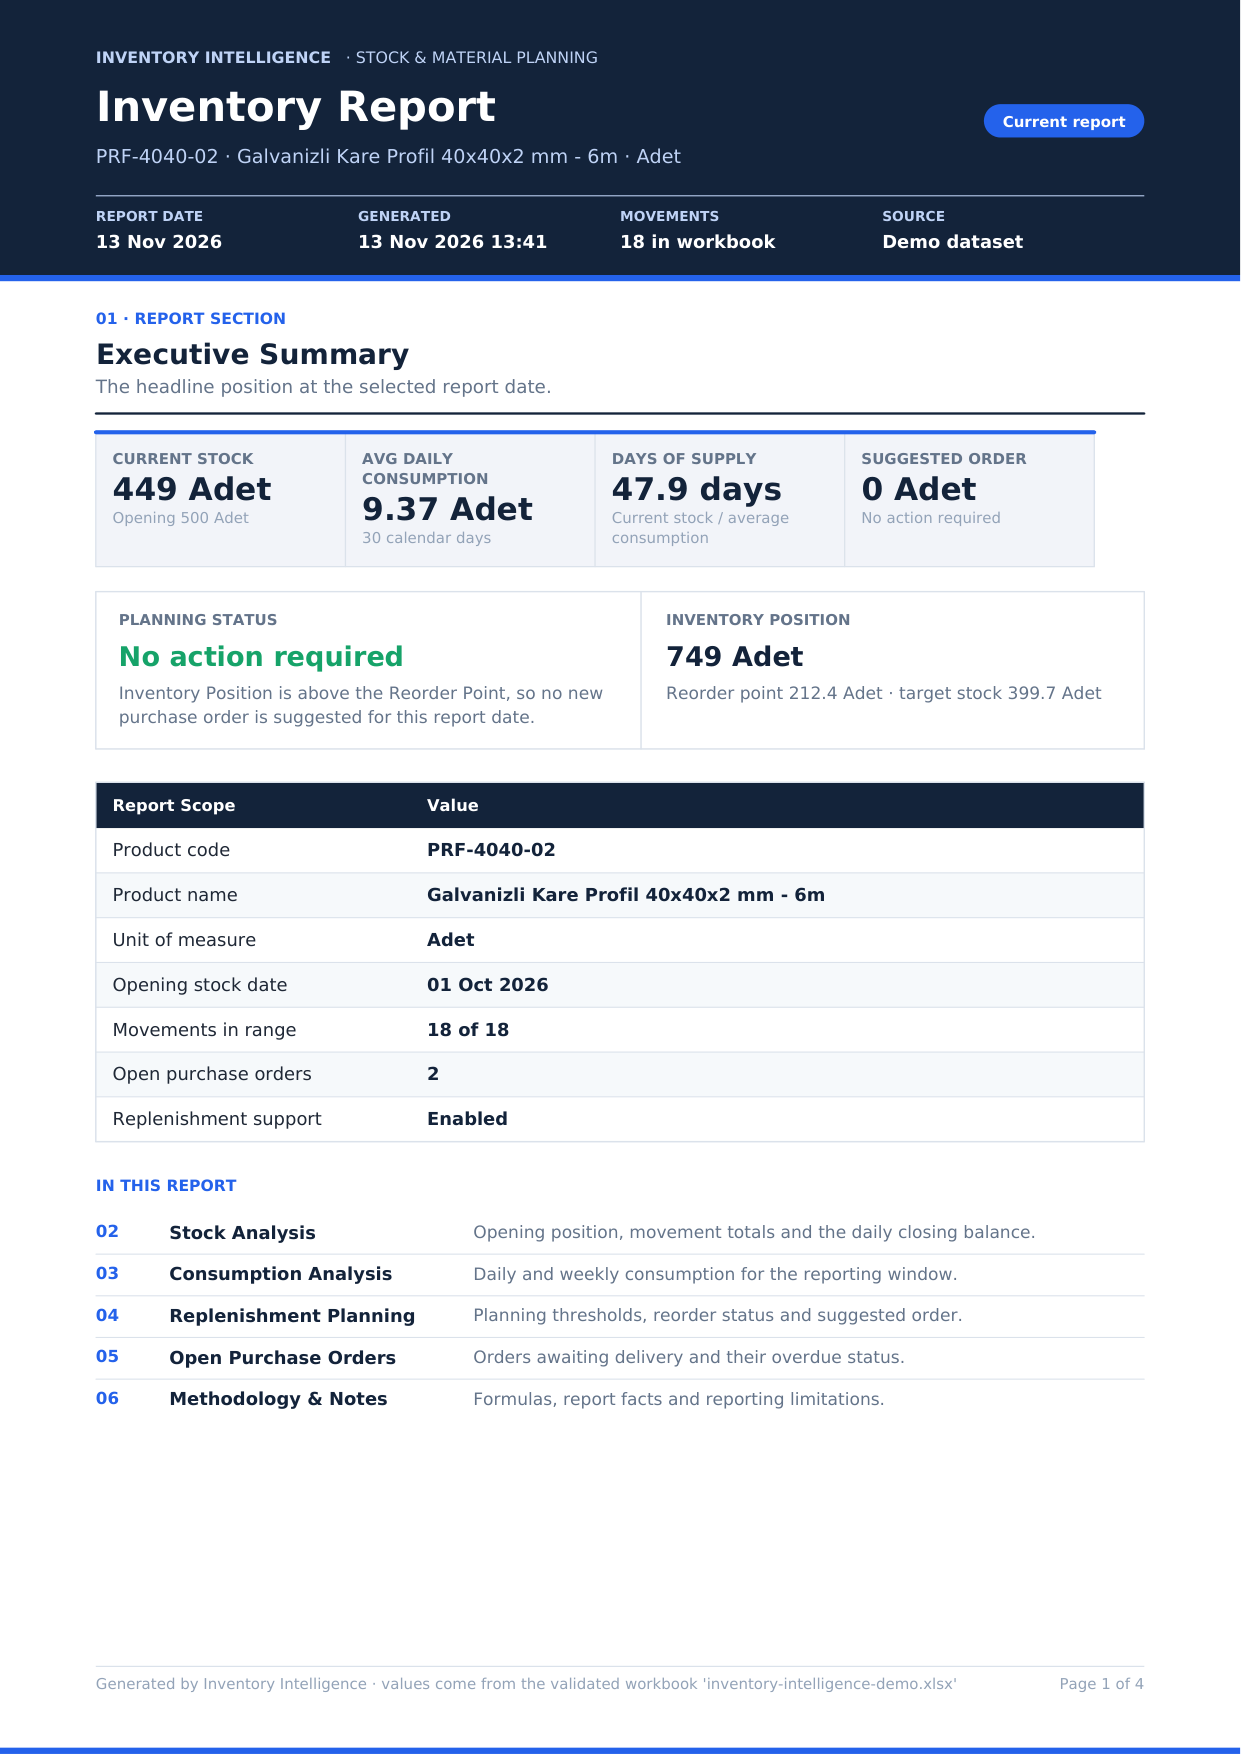 INVENTORY INTELLIGENCE · STOCK & MATERIAL PLANNING
Inventory Report
Current report
PRF-4040-02 · Galvanizli Kare Profil 40x40x2 mm - 6m · Adet
REPORT DATE GENERATED MOVEMENTS SOURCE
13 Nov 2026 13 Nov 2026 13:41 18 in workbook Demo dataset
01 · REPORT SECTION
Executive Summary
The headline position at the selected report date.
CURRENT STOCK
449 Adet
Opening 500 Adet
AVG DAILY
CONSUMPTION
9.37 Adet
30 calendar days
DAYS OF SUPPLY
47.9 days
Current stock / average
consumption
SUGGESTED ORDER
0 Adet
No action required
PLANNING STATUS
No action required
Inventory Position is above the Reorder Point, so no new
purchase order is suggested for this report date.
INVENTORY POSITION
749 Adet
Reorder point 212.4 Adet · target stock 399.7 Adet
Report Scope Value
Product code PRF-4040-02
Product name Galvanizli Kare Profil 40x40x2 mm - 6m
Unit of measure Adet
Opening stock date 01 Oct 2026
Movements in range 18 of 18
Open purchase orders 2
Replenishment support Enabled
IN THIS REPORT
02 Stock Analysis Opening position, movement totals and the daily closing balance.
03 Consumption Analysis Daily and weekly consumption for the reporting window.
04 Replenishment Planning Planning thresholds, reorder status and suggested order.
05 Open Purchase Orders Orders awaiting delivery and their overdue status.
06 Methodology & Notes Formulas, report facts and reporting limitations.
Generated by Inventory Intelligence · values come from the validated workbook 'inventory-intelligence-demo.xlsx' Page 1 of 4